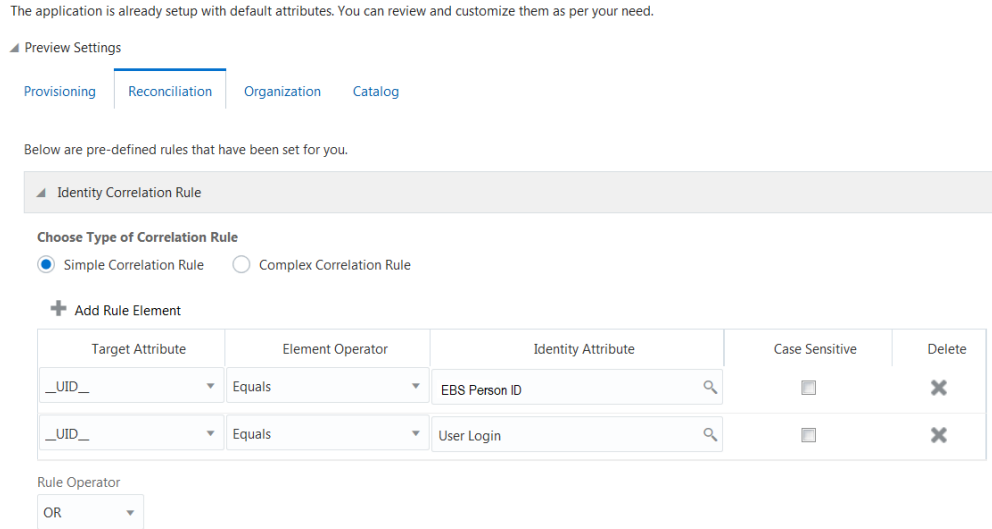 The application is already setup with default attributes. You can review and customize them as per your need.
Preview Settings
Provisioning Reconciliation Organization Catalog
Below are pre-defined rules that have been set for you.
Identity Correlation Rule
Choose Type of Correlation Rule
Simple Correlation Rule Complex Correlation Rule
Add Rule Element
Target Attribute Element Operator Identity Attribute Case Sensitive Delete
__UID__ Equals EBS Person ID
__UID__ Equals User Login
Rule Operator
OR